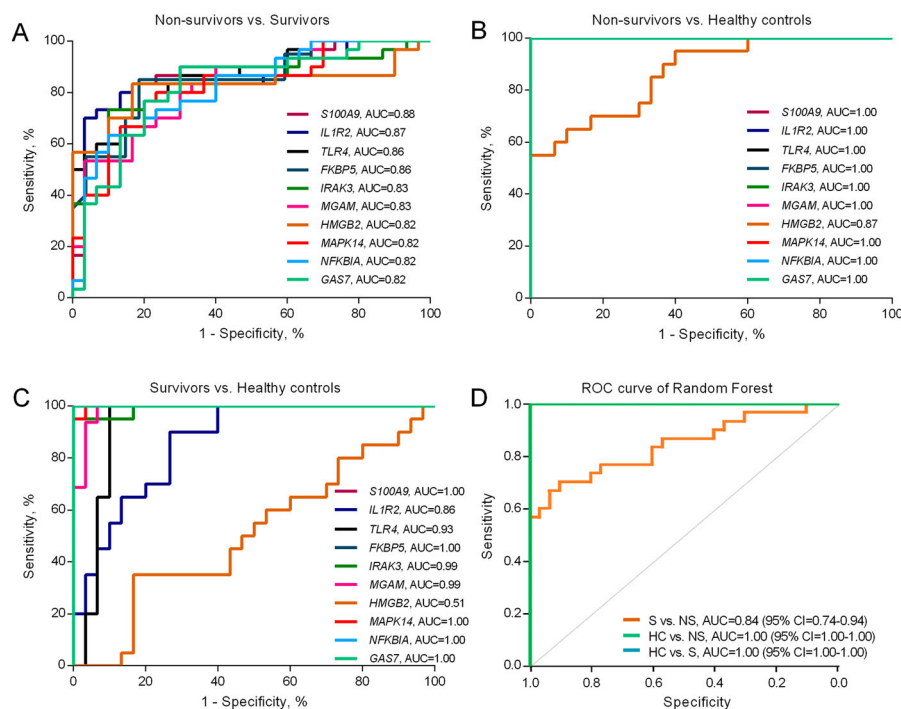 A
Non-survivors vs. Survivors
100
80
60
40
20
0
Sensitivity, %
S100A9, AUC=0.88
IL1R2, AUC=0.87
TLR4, AUC=0.86
FKBP5, AUC=0.86
IRAK3, AUC=0.83
MGAM, AUC=0.83
HMGB2, AUC=0.82
MAPK14, AUC=0.82
NFKBIA, AUC=0.82
GAS7, AUC=0.82
0 20 40 60 80 100
1 - Specificity, %
B
Non-survivors vs. Healthy controls
100
80
60
40
20
0
Sensitivity, %
S100A9, AUC=1.00
IL1R2, AUC=1.00
TLR4, AUC=1.00
FKBP5, AUC=1.00
IRAK3, AUC=1.00
MGAM, AUC=1.00
HMGB2, AUC=0.87
MAPK14, AUC=1.00
NFKBIA, AUC=1.00
GAS7, AUC=1.00
0 20 40 60 80 100
1 - Specificity, %
C
Survivors vs. Healthy controls
100
80
60
40
20
0
Sensitivity, %
S100A9, AUC=1.00
IL1R2, AUC=0.86
TLR4, AUC=0.93
FKBP5, AUC=1.00
IRAK3, AUC=0.99
MGAM, AUC=0.99
HMGB2, AUC=0.51
MAPK14, AUC=1.00
NFKBIA, AUC=1.00
GAS7, AUC=1.00
0 20 40 60 80 100
1 - Specificity, %
D
ROC curve of Random Forest
1.0
0.8
0.6
0.4
0.2
0.0
Sensitivity
S vs. NS, AUC=0.84 (95% CI=0.74-0.94)
HC vs. NS, AUC=1.00 (95% CI=1.00-1.00)
HC vs. S, AUC=1.00 (95% CI=1.00-1.00)
1.0 0.8 0.6 0.4 0.2 0.0
Specificity